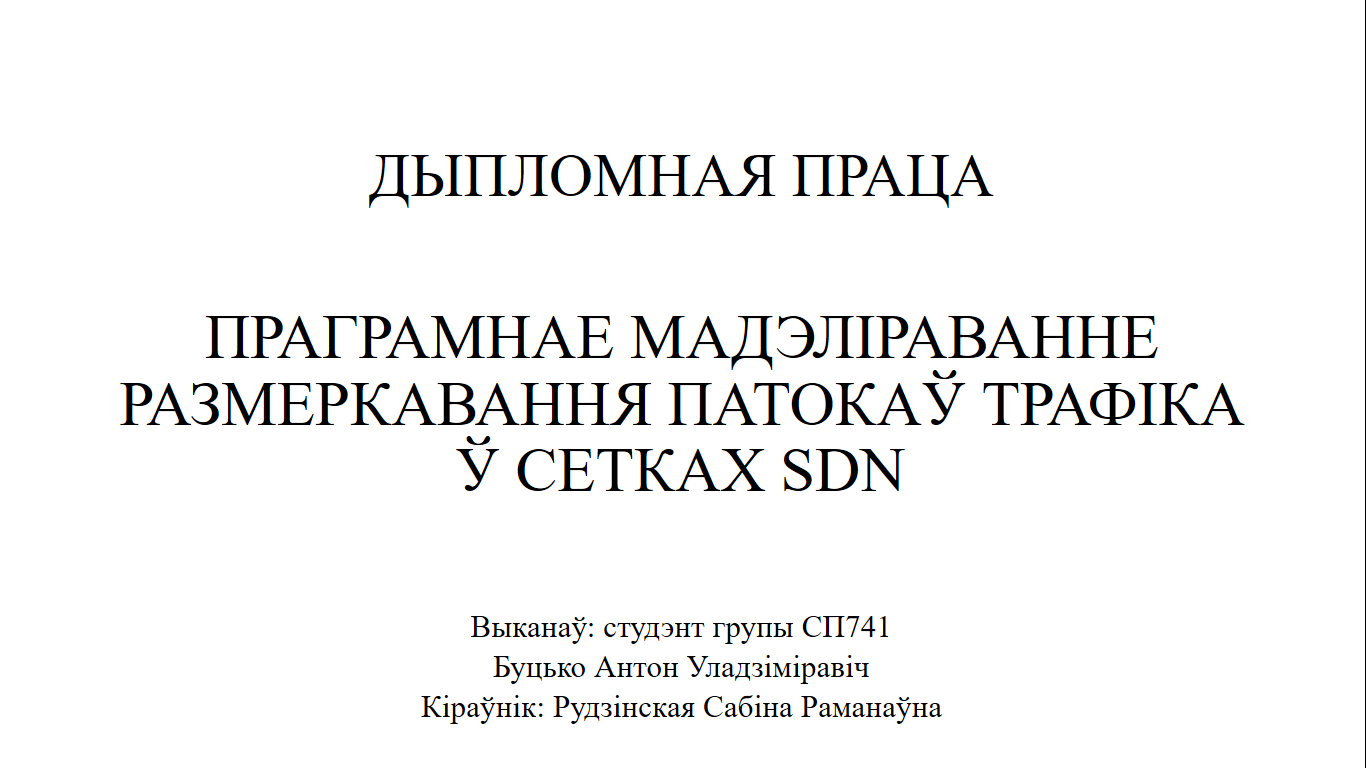 ДЫПЛОМНАЯ ПРАЦА
ПРАГРАМНАЕ МАДЭЛІРАВАННЕ
РАЗМЕРКАВАННЯ ПАТОКАЎ ТРАФІКА
Ў СЕТКАХ SDN
Выканаў: студэнт групы СП741
Буцько Антон Уладзіміравіч
Кіраўнік: Рудзінская Сабіна Раманаўна